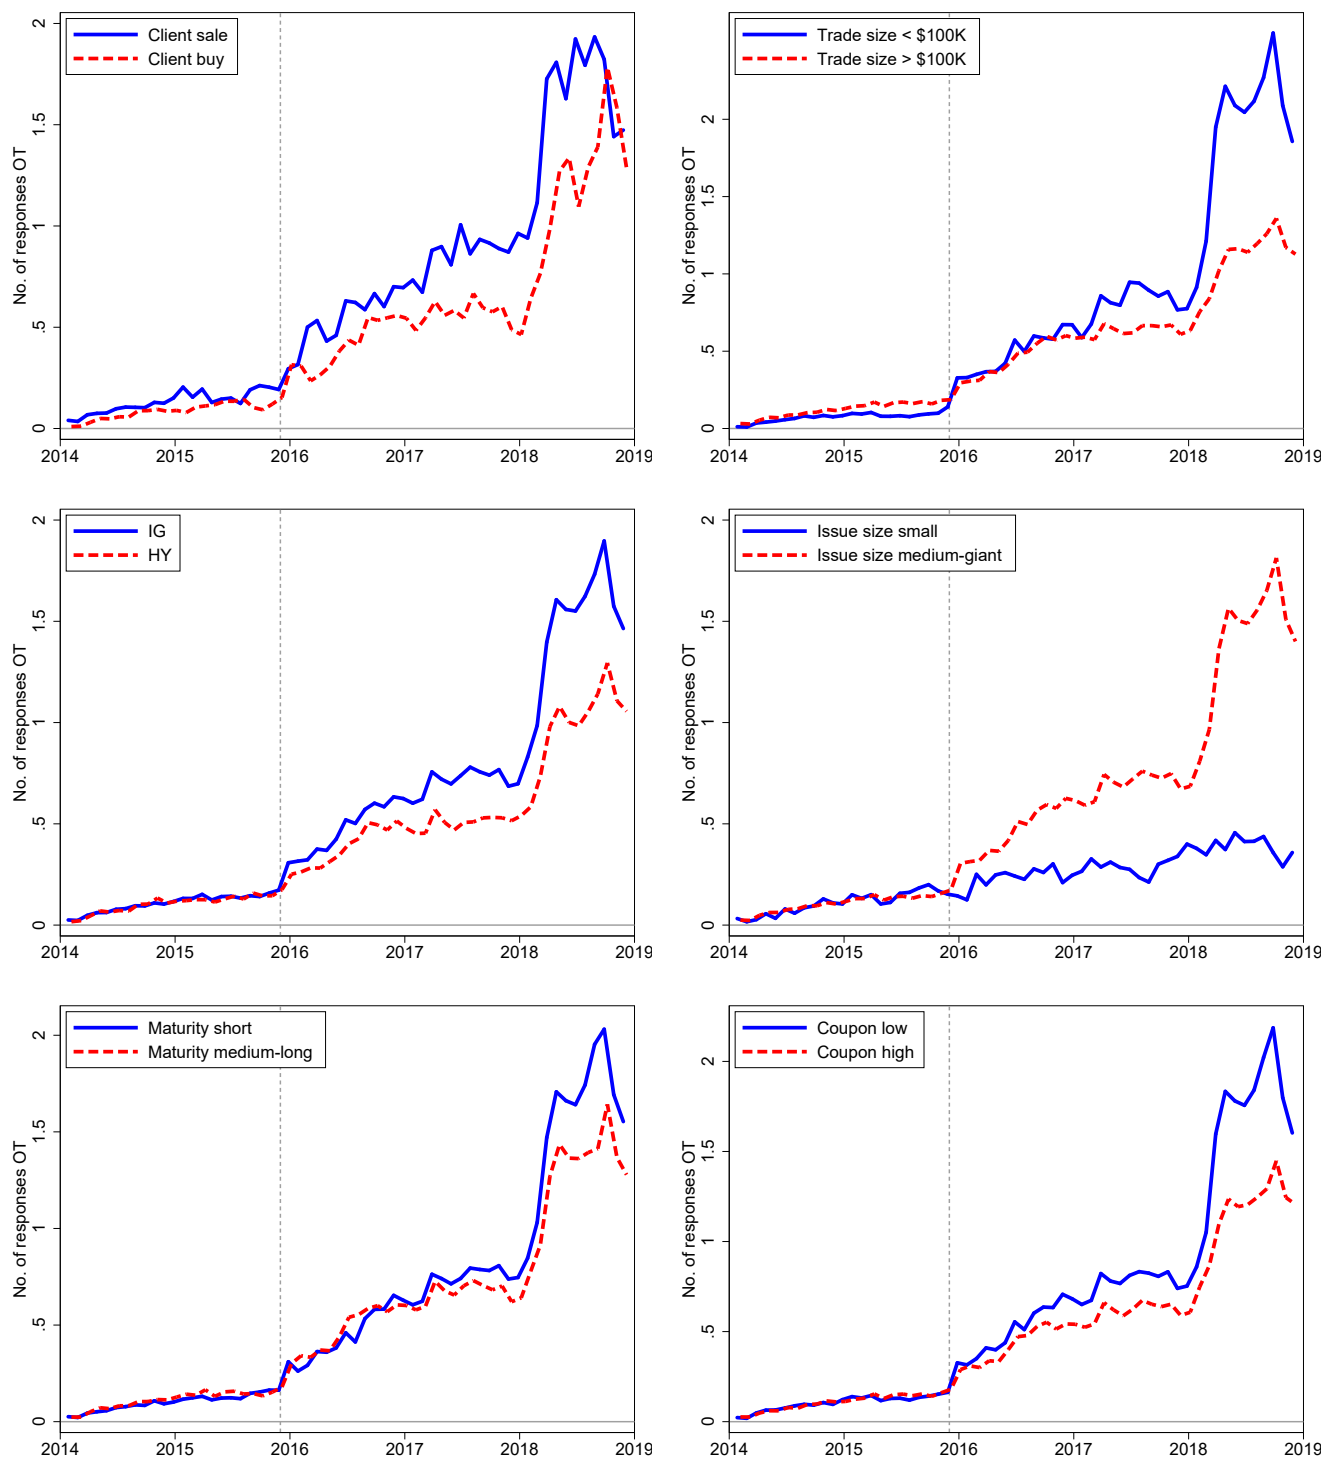 Client sale
Client buy
No. of responses OT
0 .5 1 1.5 2
2014 2015 2016 2017 2018 2019
Trade size < $100K
Trade size > $100K
No. of responses OT
0 .5 1 1.5 2
2014 2015 2016 2017 2018 2019
IG
HY
No. of responses OT
0 .5 1 1.5 2
2014 2015 2016 2017 2018 2019
Issue size small
Issue size medium-giant
No. of responses OT
0 .5 1 1.5 2
2014 2015 2016 2017 2018 2019
Maturity short
Maturity medium-long
No. of responses OT
0 .5 1 1.5 2
2014 2015 2016 2017 2018 2019
Coupon low
Coupon high
No. of responses OT
0 .5 1 1.5 2
2014 2015 2016 2017 2018 2019